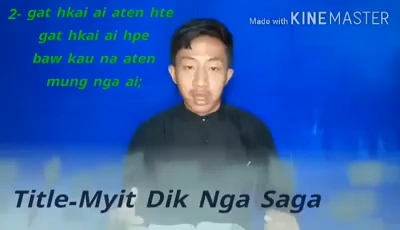 2- gat hkai ai aten hte
gat hkai ai hpe
baw kau na aten
mung nga ai;
Made with KINEMASTER
Title-Myit Dik Nga Saga